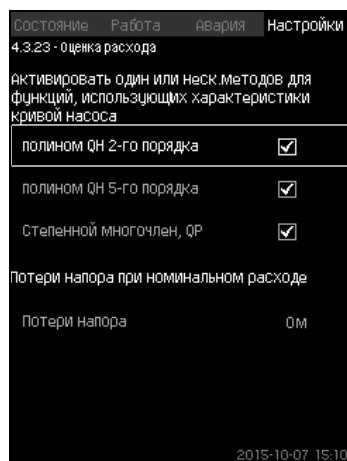 Состояние Работа Авария Настройки
4.3.23 - Оценка расхода
Активировать один или неск.методов для
функций, использующих характеристики
кривой насоса
полином QH 2-го порядка
полином QH 5-го порядка
Степенной многочлен, QP
Потери напора при номинальном расходе
Потери напора 0м
2015-10-07 15:10